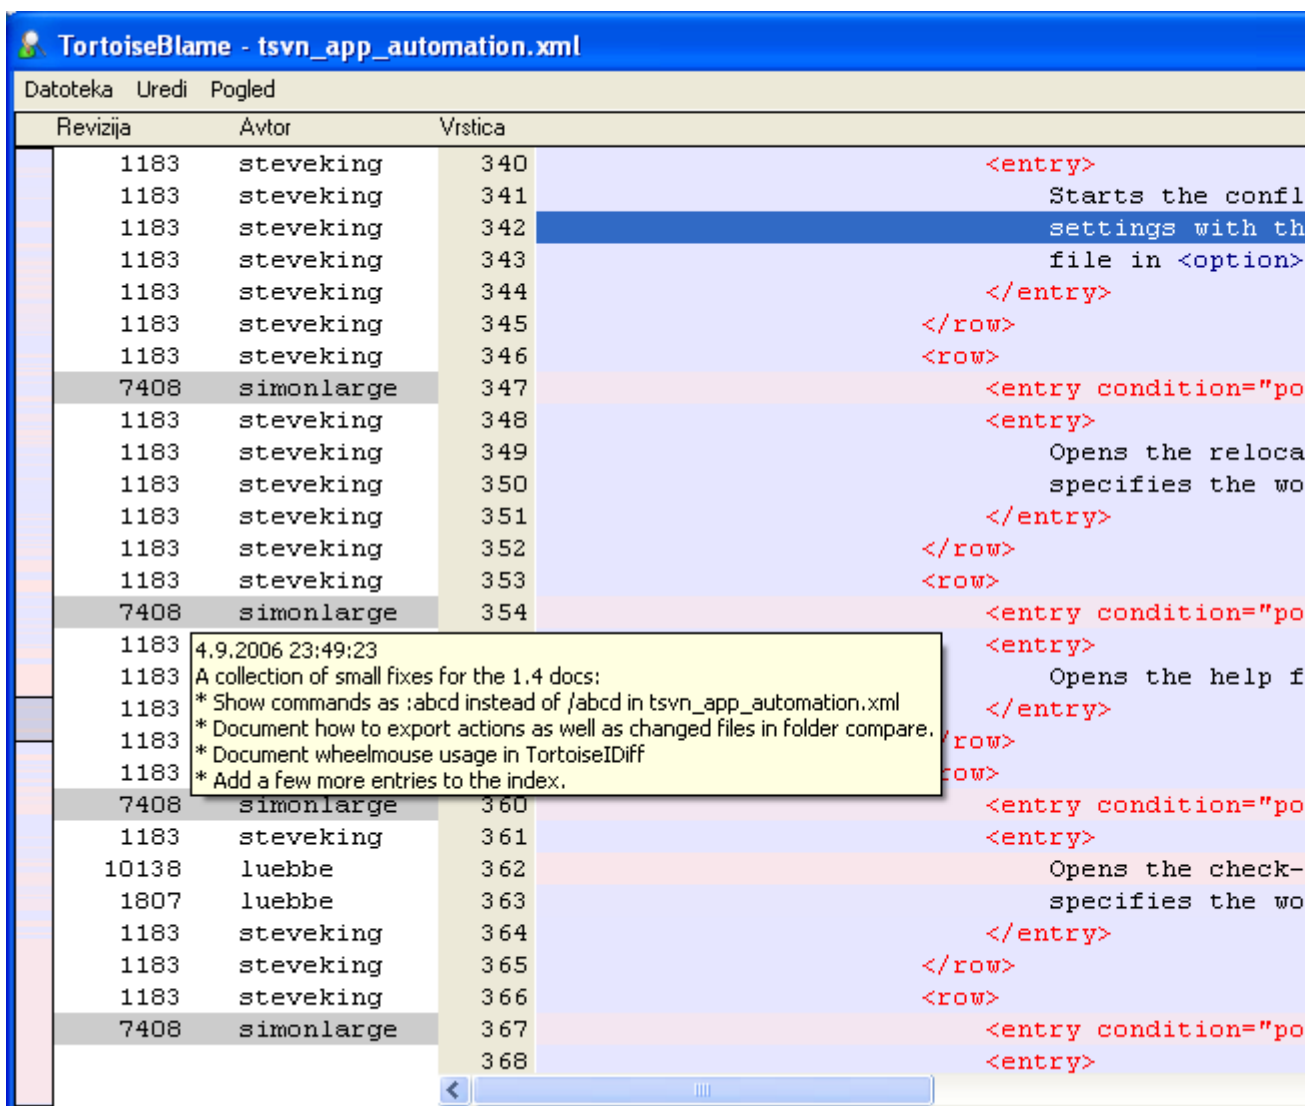 TortoiseBlame - tsvn_app_automation.xml
Datoteka Uredi Pogled
Revizija Avtor Vrstica
1183 steveking 340 <entry>
1183 steveking 341 Starts the confl
1183 steveking 342 settings with th
1183 steveking 343 file in <option>
1183 steveking 344 </entry>
1183 steveking 345 </row>
1183 steveking 346 <row>
7408 simonlarge 347 <entry condition="po
1183 steveking 348 <entry>
1183 steveking 349 Opens the reloca
1183 steveking 350 specifies the wo
1183 steveking 351 </entry>
1183 steveking 352 </row>
1183 steveking 353 <row>
7408 simonlarge 354 <entry condition="po
1183 <entry>
1183 Opens the help f
1183 </entry>
1183 row>
1183 row>
4.9.2006 23:49:23
A collection of small fixes for the 1.4 docs:
* Show commands as :abcd instead of /abcd in tsvn_app_automation.xml
* Document how to export actions as well as changed files in folder compare.
* Document wheelmouse usage in TortoiseIDiff
* Add a few more entries to the index.
7408 simonlarge 360 <entry condition="po
1183 steveking 361 <entry>
10138 luebbe 362 Opens the check-
1807 luebbe 363 specifies the wo
1183 steveking 364 </entry>
1183 steveking 365 </row>
1183 steveking 366 <row>
7408 simonlarge 367 <entry condition="po
368 <entry>